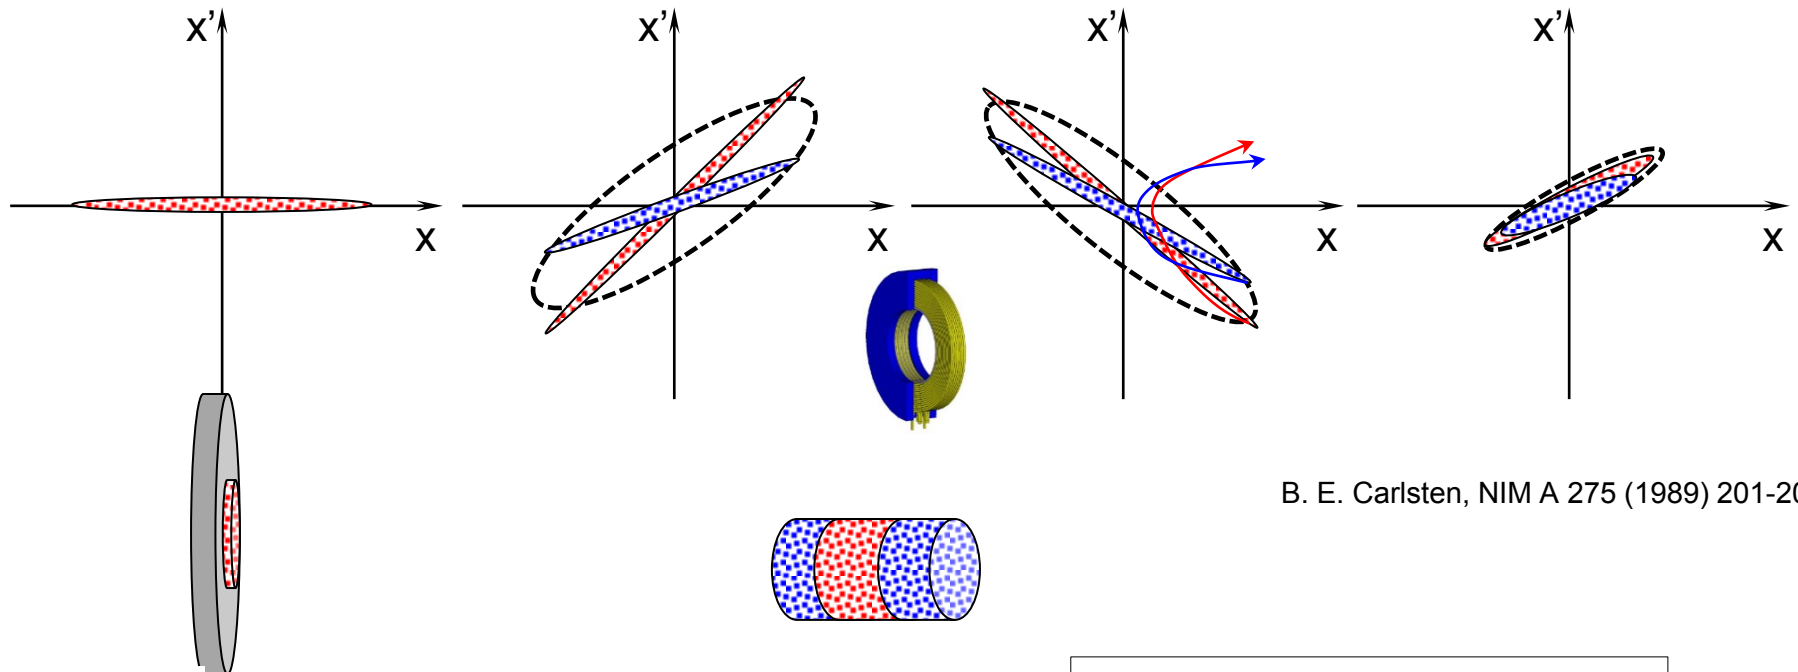 x’
x’
x’
x’
x
x
x
x
B. E. Carlsten, NIM A 275 (1989) 201-20